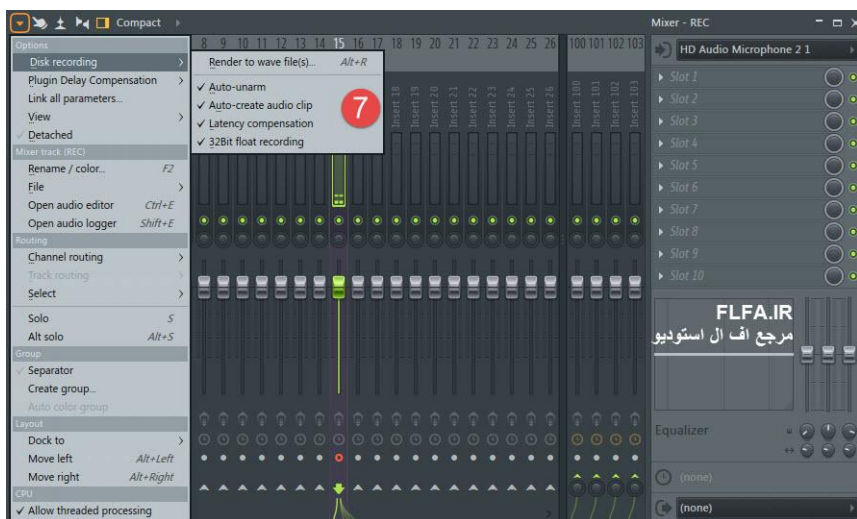 Compact
Mixer - REC
Options
Disk recording
Plugin Delay Compensation
Link all parameters...
View
Detached
Mixer track (REC)
Rename / color... F2
File
Open audio editor Ctrl+E
Open audio logger Shift+E
Routing
Channel routing
Track routing
Select
Solo S
Alt solo Alt+S
Group
Separator
Create group...
Auto color group
Layout
Dock to
Move left Alt+Left
Move right Alt+Right
CPU
Allow threaded processing
8 9 10 11 12 13 14 15 16 17 18 19 20 21 22 23 24 25 26 100 101 102 103
Render to wave file(s)... Alt+R
Auto-unarm
Auto-create audio clip
Latency compensation
32Bit float recording
7
Insert 18
Insert 19
Insert 20
Insert 21
Insert 22
Insert 23
Insert 24
Insert 25
Insert 26
Insert 100
Insert 101
Insert 102
Insert 103
HD Audio Microphone 2 1
Slot 1
Slot 2
Slot 3
Slot 4
Slot 5
Slot 6
Slot 7
Slot 8
Slot 9
Slot 10
FLFA.IR
مرجع اف ال استودیو
Equalizer
(none)
(none)